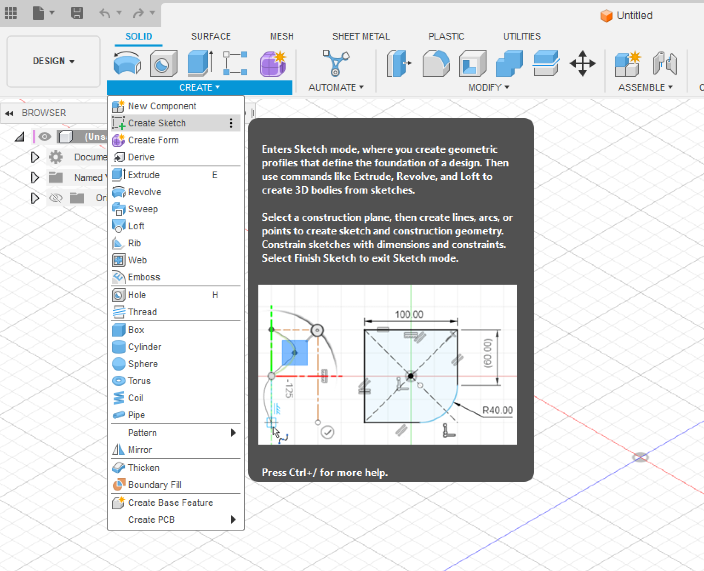 Untitled
SOLID
SURFACE
MESH
SHEET METAL
PLASTIC
UTILITIES
DESIGN
CREATE
AUTOMATE
MODIFY
ASSEMBLE
BROWSER
(Uns
Docume
Named V
Or
New Component
Create Sketch
Create Form
Derive
Extrude E
Revolve
Sweep
Loft
Rib
Web
Emboss
Hole H
Thread
Box
Cylinder
Sphere
Torus
Coil
Pipe
Pattern
Mirror
Thicken
Boundary Fill
Create Base Feature
Create PCB
Enters Sketch mode, where you create geometric
profiles that define the foundation of a design. Then
use commands like Extrude, Revolve, and Loft to
create 3D bodies from sketches.
Select a construction plane, then create lines, arcs, or
points to create sketch and construction geometry.
Constrain sketches with dimensions and constraints.
Select Finish Sketch to exit Sketch mode.
100.00
(60.00)
-125
R40.00
Press Ctrl+/ for more help.